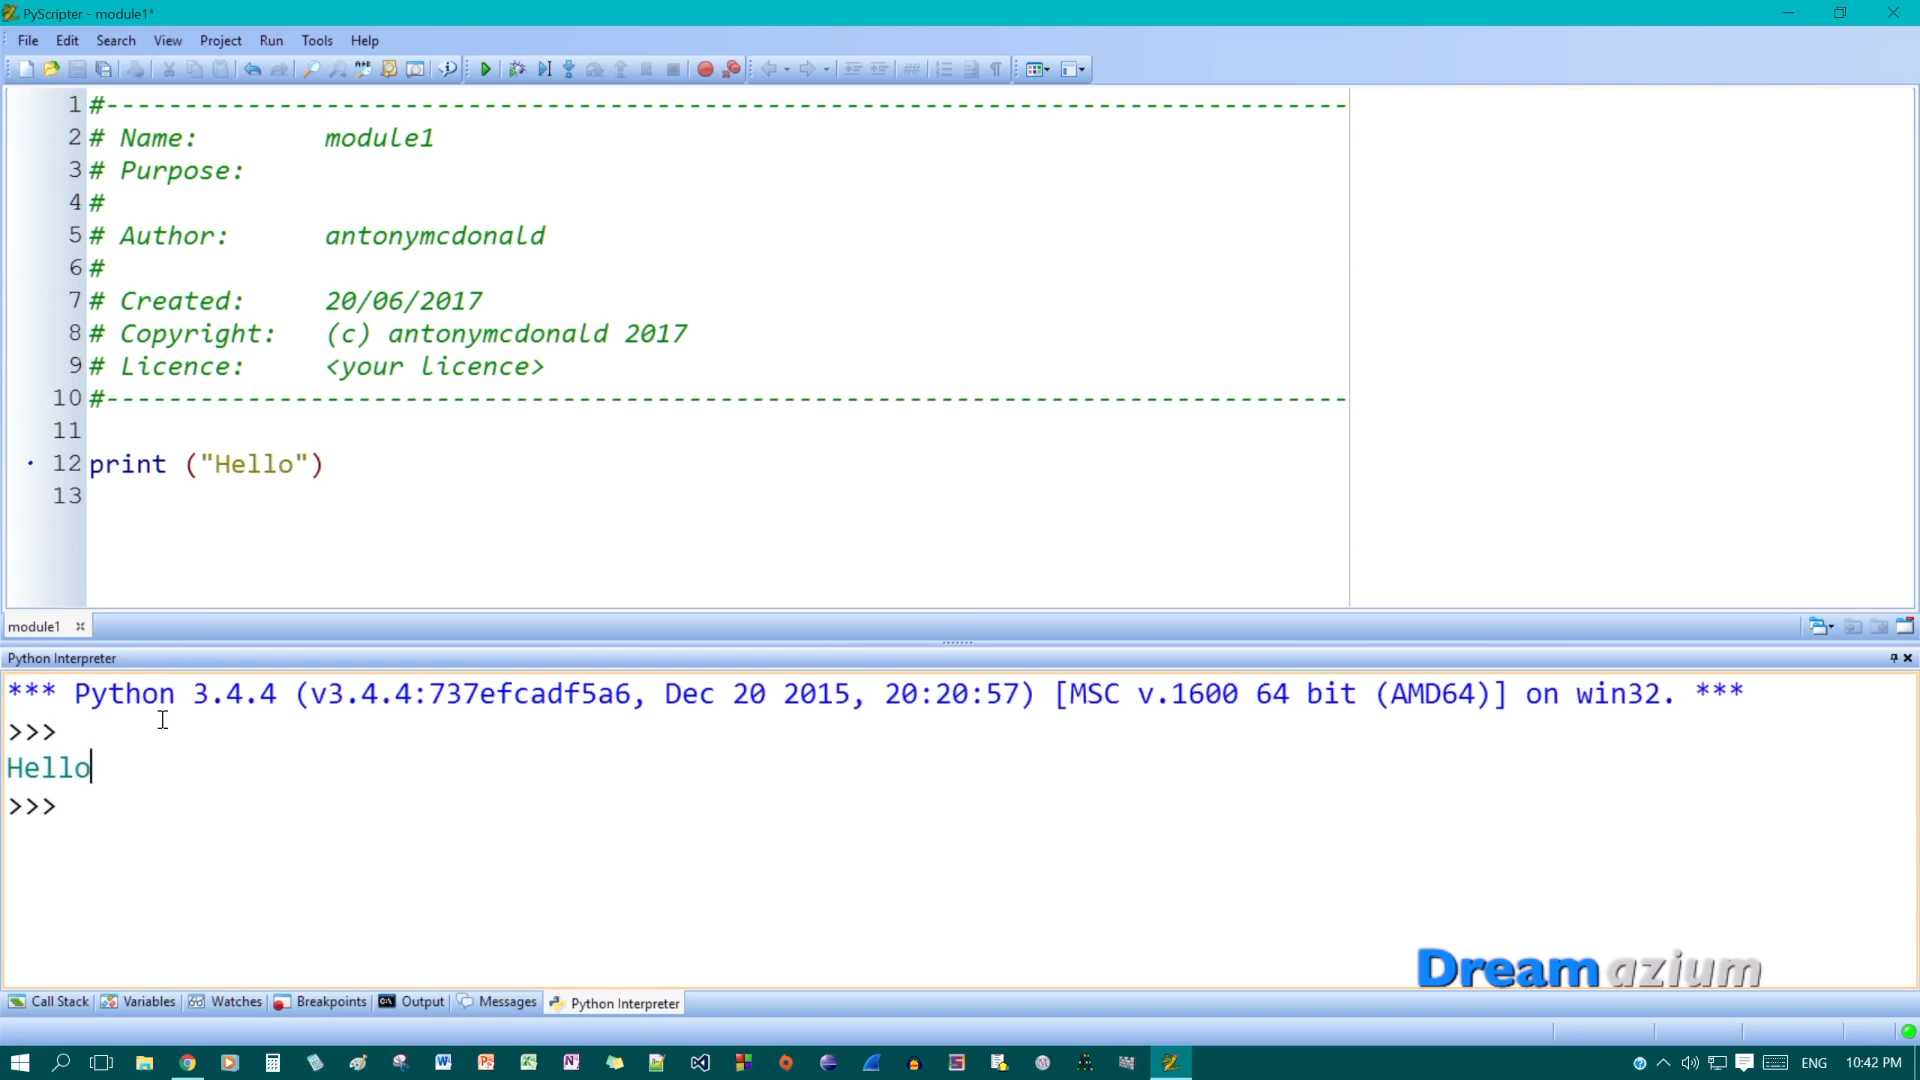 PyScripter - module1*
File Edit Search View Project Run Tools Help
1 #-------------------------------------------------------------------------------
2 # Name:        module1
3 # Purpose:
4 #
5 # Author:      antonymcdonald
6 #
7 # Created:     20/06/2017
8 # Copyright:   (c) antonymcdonald 2017
9 # Licence:     <your licence>
10 #-------------------------------------------------------------------------------
11
12 print ("Hello")
13
module1
Python Interpreter
*** Python 3.4.4 (v3.4.4:737efcadf5a6, Dec 20 2015, 20:20:57) [MSC v.1600 64 bit (AMD64)] on win32. ***
>>>
Hello
>>>
Dreamazium
Call Stack Variables Watches Breakpoints Output Messages Python Interpreter
ENG 10:42 PM